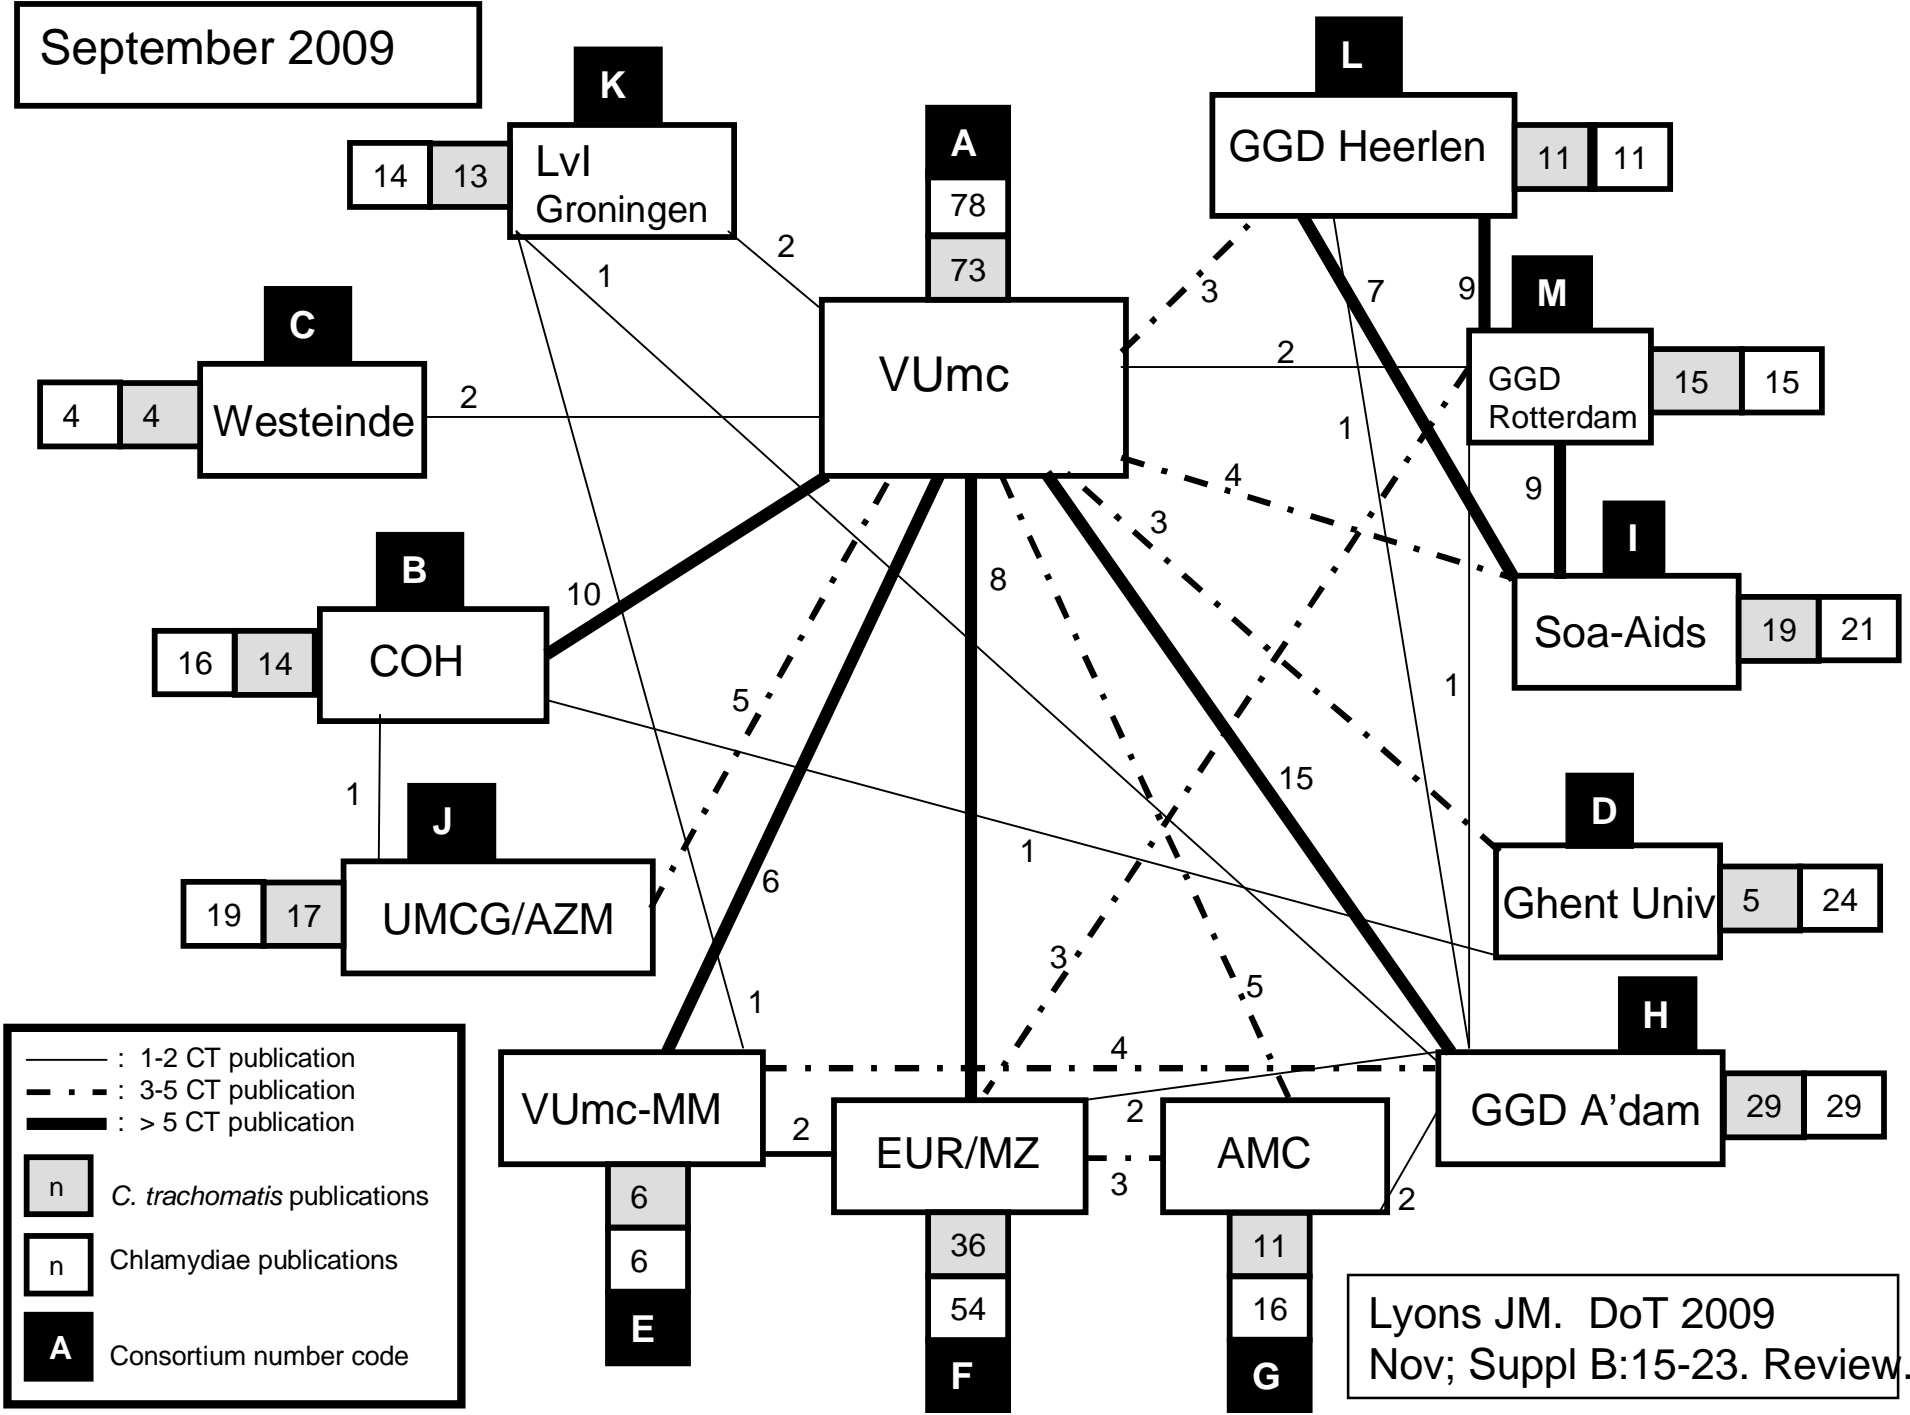 September 2009
K
14
13
LvI
Groningen
A
78
73
VUmc
L
GGD Heerlen
11
11
2
1
3
7
9
M
GGD
Rotterdam
15
15
C
4
4
Westeinde
2
2
1
4
3
9
I
Soa-Aids
19
21
B
16
14
COH
10
8
5
1
15
1
J
19
17
UMCG/AZM
6
1
D
Ghent Univ
5
24
3
5
1
4
H
GGD A'dam
29
29
VUmc-MM
2
EUR/MZ
2
3
AMC
2
6
6
E
36
54
F
11
16
G
: 1-2 CT publication
: 3-5 CT publication
: > 5 CT publication
n
C. trachomatis publications
n
Chlamydiae publications
A
Consortium number code
Lyons JM. DoT 2009
Nov; Suppl B:15-23. Review.